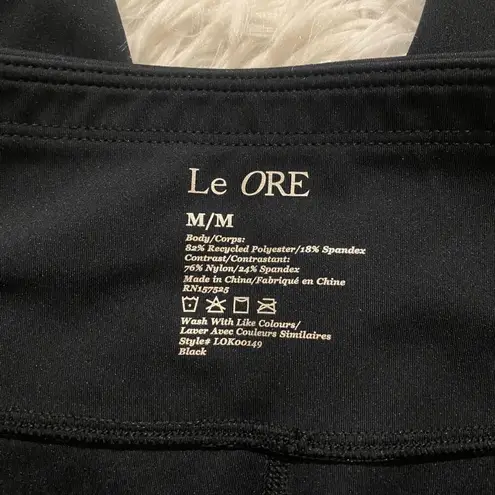 Le ORE
M/M
Body/Corps:
82% Recycled Polyester/18% Spandex
Contrast/Contrastant:
76% Nylon/24% Spandex
Made in China/Fabriqué en Chine
RN157525
Wash With Like Colours/
Laver Avec Couleurs Similaires
Style# LOK00149
Black